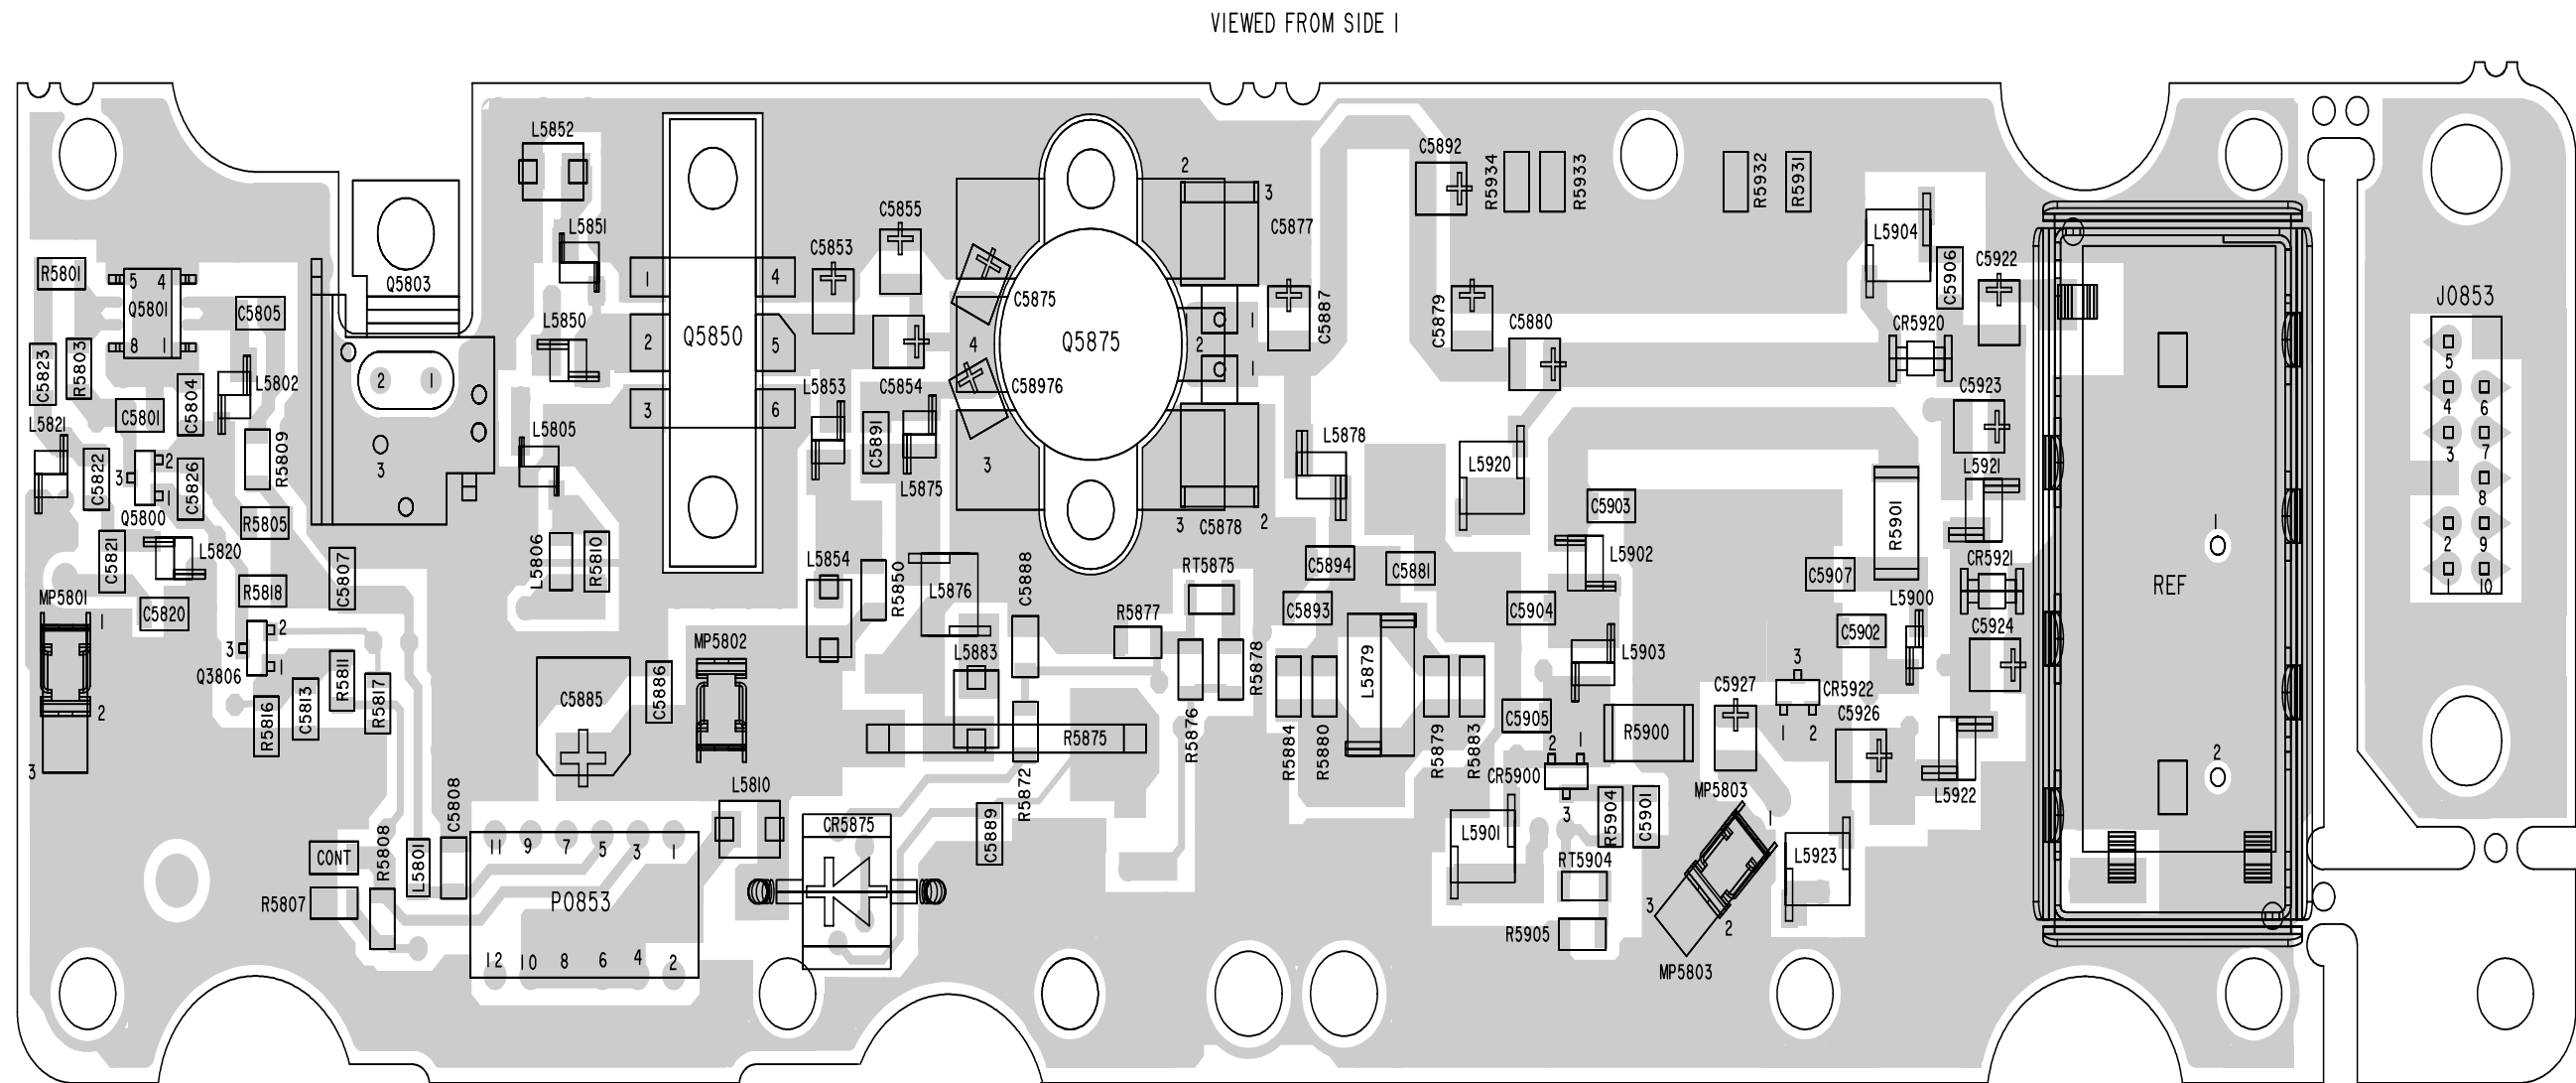 VIEWED FROM SIDE 1
L5852
C5892
R5934
R5933
R5932
R5931
2
3
L5851
C5855
C5877
L5904
R5801
5 4
Q5801
8 1
Q5803
C5853
1
4
C5875
C5906
C5922
C5805
L5850
2
Q5850
5
C5887
C5879
C5880
CR5920
J0853
C5823
R5803
C5804
L5802
2 1
3
C5854
4
Q5875
2
1
1
C58976
5
C5801
3
6
L5853
C5923
4
6
L5821
R5809
L5805
C5891
L5875
3
L5878
L5920
3
7
C5822
3
2
1
Q5800
C5826
R5805
3
C5878
2
C5903
R5901
L5921
8
1
C5821
L5820
C5807
L5806
R5810
L5854
R5850
L5876
C5888
RT5875
C5894
C5881
L5902
C5907
CR5921
2
9
REF
MP5801
1
R5818
C5820
R5877
C5893
C5904
C5902
L5900
1
10
2
3
1
Q3806
R5811
MP5802
L5883
R5878
L5879
L5903
C5924
2
3
R5816
C5813
R5817
C5885
C5886
R5875
R5876
R5884
R5880
R5879
R5883
C5905
R5900
C5927
3
CR5922
1 2
C5926
2
2 1
CR5900
3
L5922
C5808
L5810
R5872
MP5803
1
CONT
R5808
L5801
11 9 7 5 3 1
CR5875
C5889
L5901
R5904
C5901
L5923
RT5904
R5807
P0853
3
2
R5905
12 10 8 6 4 2
MP5803